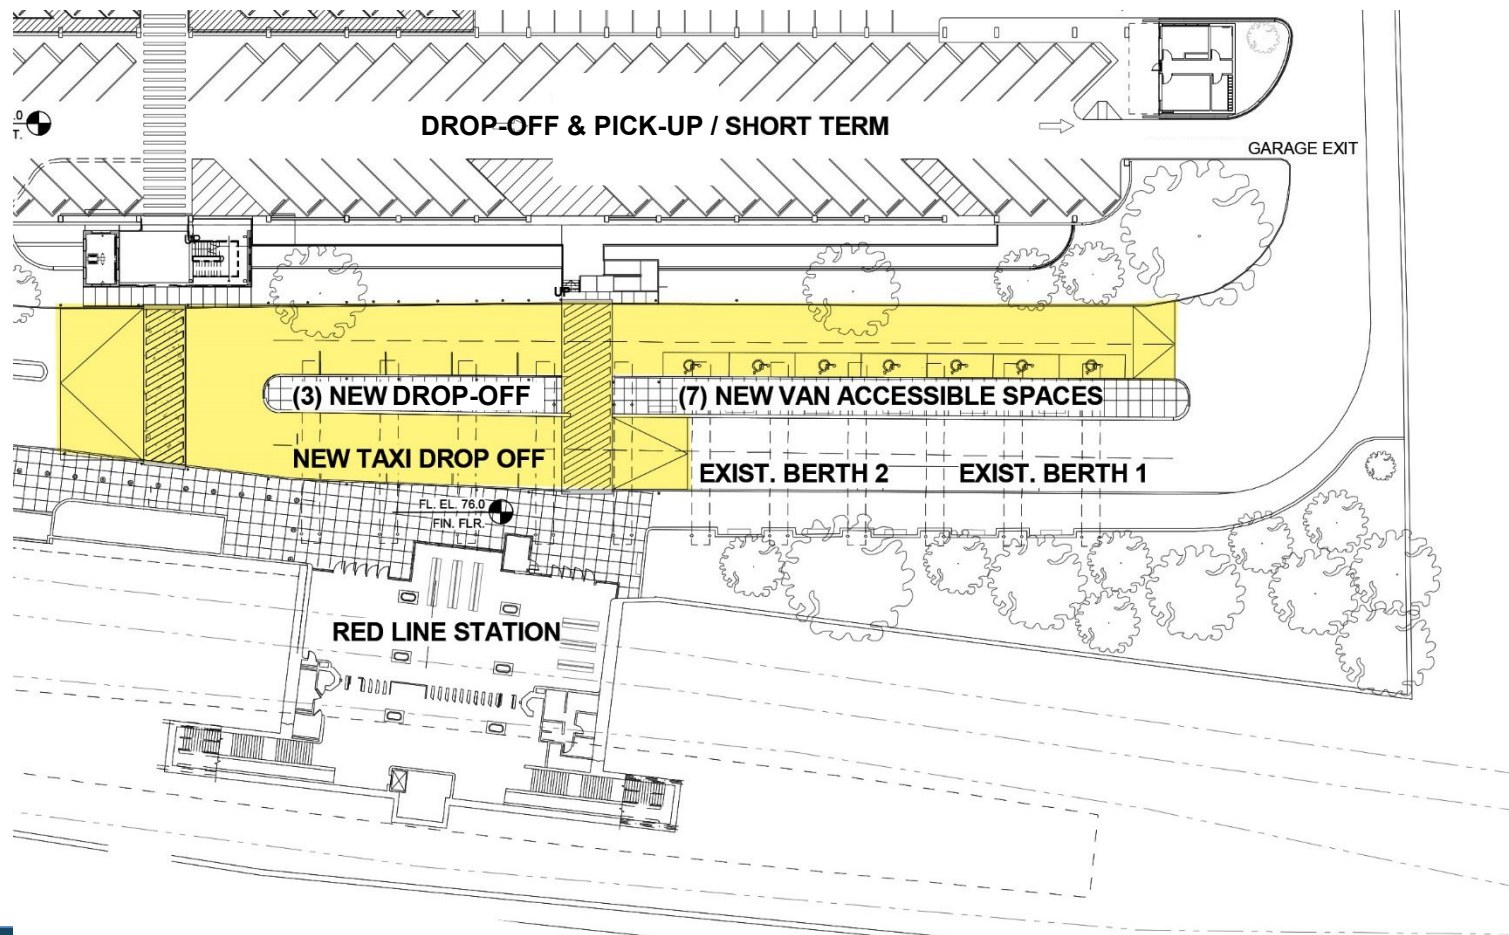 DROP-OFF & PICK-UP / SHORT TERM
.0
T.
GARAGE EXIT
UP
UP
(3) NEW DROP-OFF
(7) NEW VAN ACCESSIBLE SPACES
NEW TAXI DROP OFF
EXIST. BERTH 2
EXIST. BERTH 1
FL. EL. 76.0
FIN. FLR.
RED LINE STATION